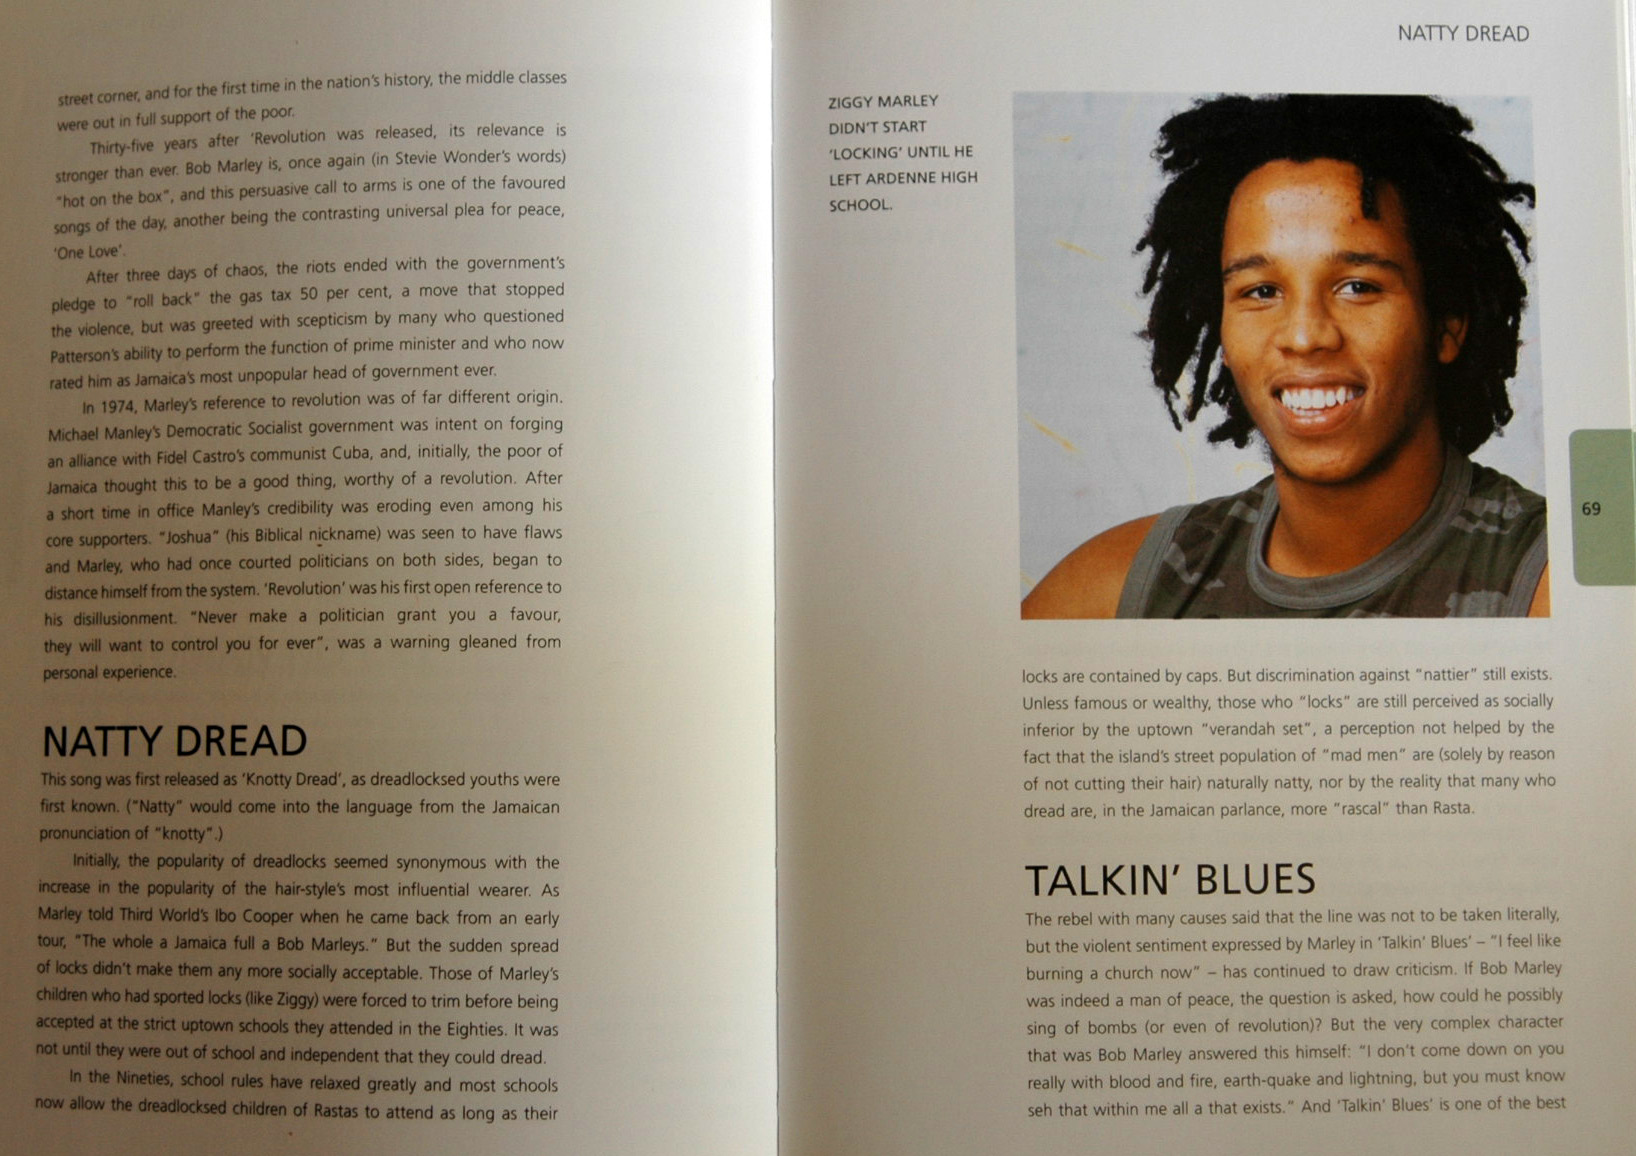 street corner, and for the first time in the nation's history, the middle classes
were out in full support of the poor.
Thirty-five years after 'Revolution was released, its relevance is
stronger than ever. Bob Marley is, once again (in Stevie Wonder's words)
"hot on the box", and this persuasive call to arms is one of the favoured
songs of the day, another being the contrasting universal plea for peace,
'One Love'.
After three days of chaos, the riots ended with the government's
pledge to "roll back" the gas tax 50 per cent, a move that stopped
the violence, but was greeted with scepticism by many who questioned
Patterson's ability to perform the function of prime minister and who now
rated him as Jamaica's most unpopular head of government ever.
In 1974, Marley's reference to revolution was of far different origin.
Michael Manley's Democratic Socialist government was intent on forging
an alliance with Fidel Castro's communist Cuba, and, initially, the poor of
Jamaica thought this to be a good thing, worthy of a revolution. After
a short time in office Manley's credibility was eroding even among his
core supporters. "Joshua" (his Biblical nickname) was seen to have flaws
and Marley, who had once courted politicians on both sides, began to
distance himself from the system. 'Revolution' was his first open reference to
his disillusionment. "Never make a politician grant you a favour,
they will want to control you for ever", was a warning gleaned from
personal experience.
NATTY DREAD
This song was first released as 'Knotty Dread', as dreadlocksed youths were
first known. ("Natty" would come into the language from the Jamaican
pronunciation of "knotty".)
Initially, the popularity of dreadlocks seemed synonymous with the
increase in the popularity of the hair-style's most influential wearer. As
Marley told Third World's Ibo Cooper when he came back from an early
tour, "The whole a Jamaica full a Bob Marleys." But the sudden spread
of locks didn't make them any more socially acceptable. Those of Marley's
children who had sported locks (like Ziggy) were forced to trim before being
accepted at the strict uptown schools they attended in the Eighties. It was
not until they were out of school and independent that they could dread.
In the Nineties, school rules have relaxed greatly and most schools
now allow the dreadlocksed children of Rastas to attend as long as their
NATTY DREAD
ZIGGY MARLEY
DIDN'T START
'LOCKING' UNTIL HE
LEFT ARDENNE HIGH
SCHOOL.
69
locks are contained by caps. But discrimination against "nattier" still exists.
Unless famous or wealthy, those who "locks" are still perceived as socially
inferior by the uptown "verandah set", a perception not helped by the
fact that the island's street population of "mad men" are (solely by reason
of not cutting their hair) naturally natty, nor by the reality that many who
dread are, in the Jamaican parlance, more "rascal" than Rasta.
TALKIN' BLUES
The rebel with many causes said that the line was not to be taken literally,
but the violent sentiment expressed by Marley in 'Talkin' Blues' – "I feel like
burning a church now" – has continued to draw criticism. If Bob Marley
was indeed a man of peace, the question is asked, how could he possibly
sing of bombs (or even of revolution)? But the very complex character
that was Bob Marley answered this himself: "I don't come down on you
really with blood and fire, earth-quake and lightning, but you must know
seh that within me all a that exists." And 'Talkin' Blues' is one of the best